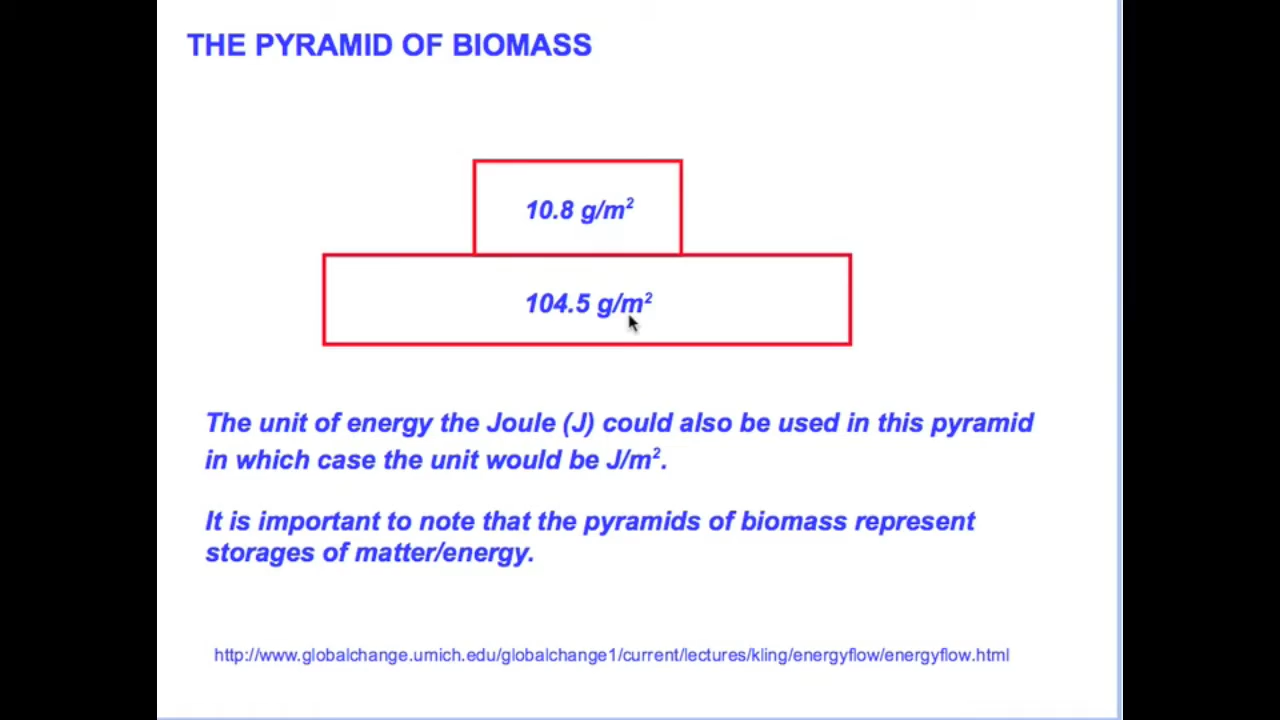 THE PYRAMID OF BIOMASS
10.8 g/m²
104.5 g/m²
The unit of energy the Joule (J) could also be used in this pyramid
in which case the unit would be J/m².
It is important to note that the pyramids of biomass represent
storages of matter/energy.
http://www.globalchange.umich.edu/globalchange1/current/lectures/kling/energyflow/energyflow.html